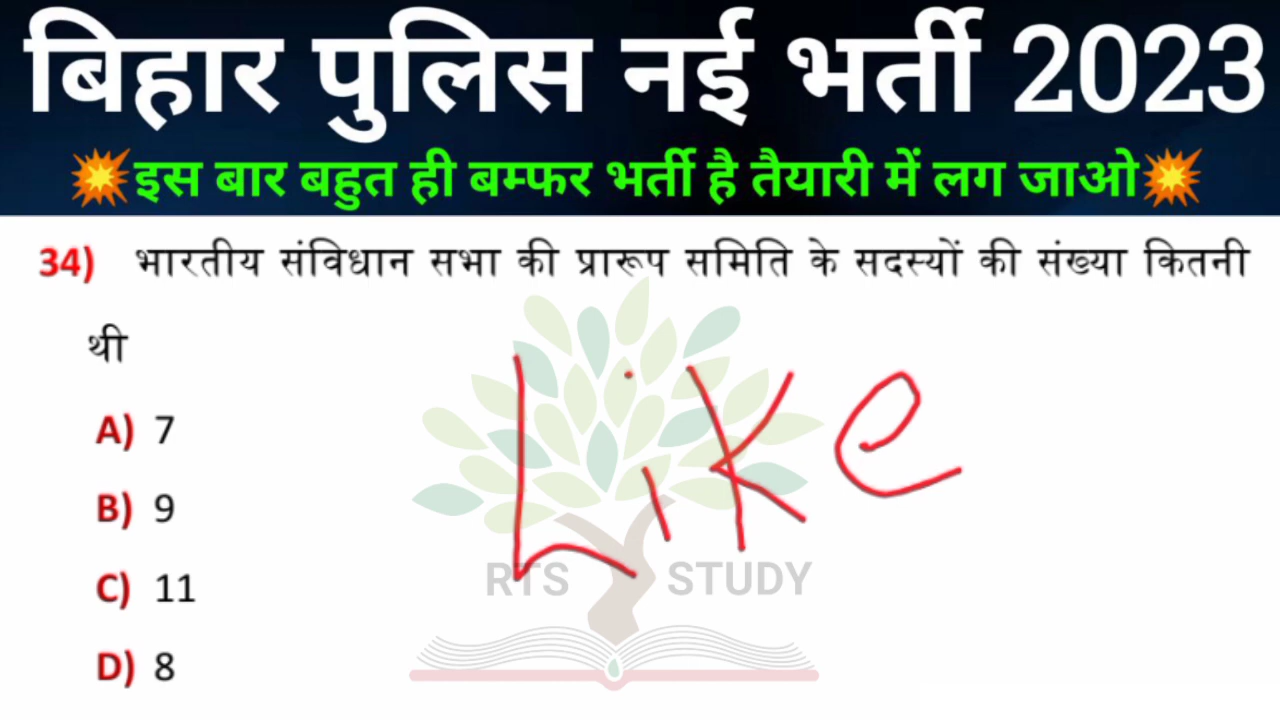 बिहार पुलिस नई भर्ती 2023
💥इस बार बहुत ही बम्फर भर्ती है तैयारी में लग जाओ💥
34) भारतीय संविधान सभा की प्रारूप समिति के सदस्यों की संख्या कितनी
थी
A) 7
B) 9
Like
C) 11
RTS STUDY
D) 8